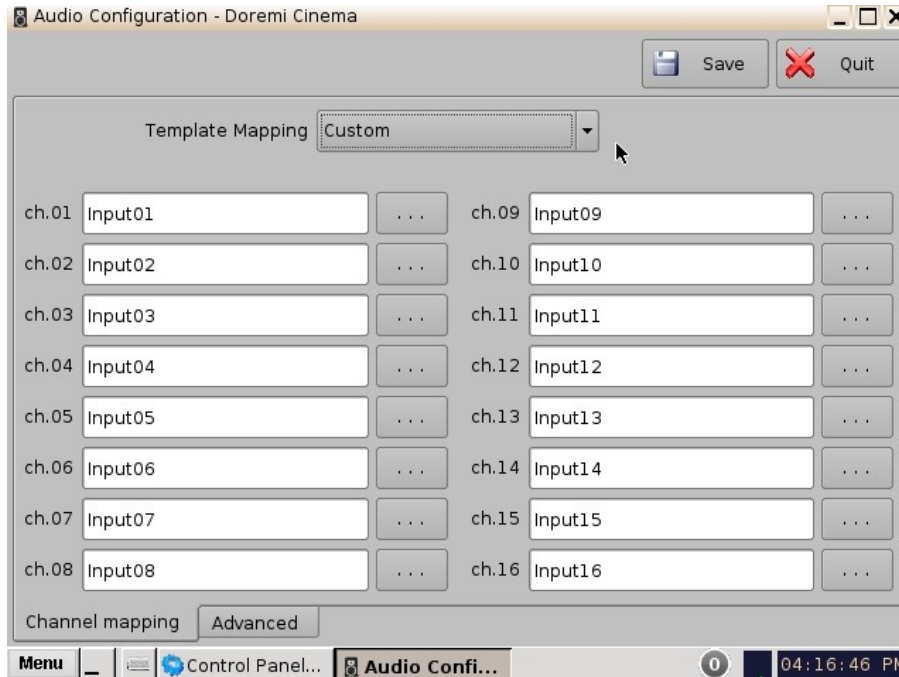 Audio Configuration - Doremi Cinema
Save
Quit
Template Mapping Custom
ch.01 Input01 ... ch.09 Input09 ...
ch.02 Input02 ... ch.10 Input10 ...
ch.03 Input03 ... ch.11 Input11 ...
ch.04 Input04 ... ch.12 Input12 ...
ch.05 Input05 ... ch.13 Input13 ...
ch.06 Input06 ... ch.14 Input14 ...
ch.07 Input07 ... ch.15 Input15 ...
ch.08 Input08 ... ch.16 Input16 ...
Channel mapping Advanced
Menu Control Panel... Audio Confi... 0 04:16:46 PM